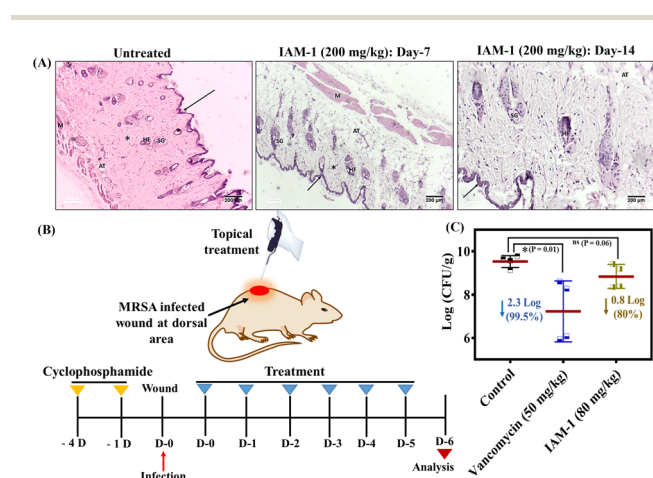 Untreated
IAM-1 (200 mg/kg): Day-7
IAM-1 (200 mg/kg): Day-14
(A)
M
*
HF
SG
AT
200 μm
M
AT
SG
*
HF
200 μm
AT
SG
HF
200 μm
(B)
Topical
treatment
MRSA infected
wound at dorsal
area
Cyclophosphamide
Wound
Treatment
- 4 D
- 1 D
D-0
D-0
D-1
D-2
D-3
D-4
D-5
D-6
Infection
Analysis
(C)
ns (P = 0.06)
*(P = 0.01)
Log (CFU/g)
10
8
6
2.3 Log
(99.5%)
0.8 Log
(80%)
Control
Vancomycin (50 mg/kg)
IAM-1 (80 mg/kg)